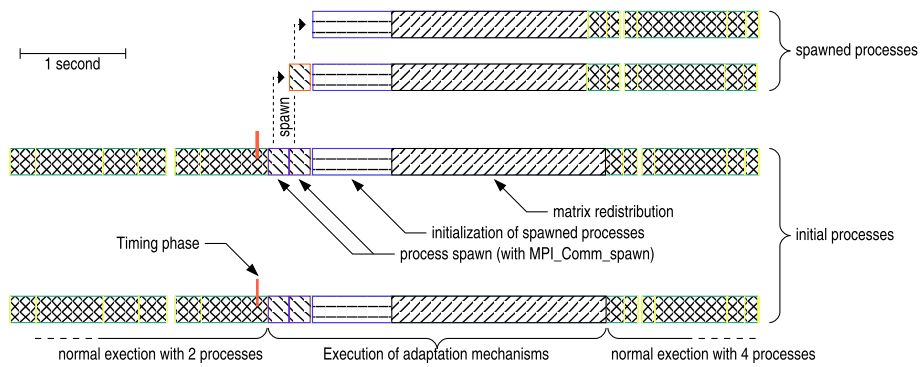 spawned processes
1 second
spawn
matrix redistribution
initialization of spawned processes
initial processes
Timing phase
process spawn (with MPI_Comm_spawn)
normal exection with 2 processes
Execution of adaptation mechanisms
normal exection with 4 processes